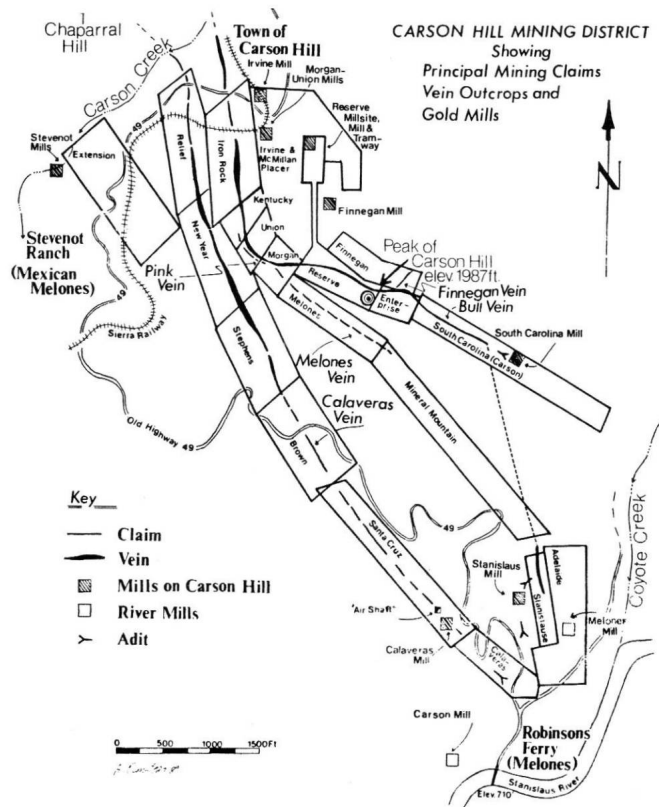 CARSON HILL MINING DISTRICT
Showing
Principal Mining Claims
Vein Outcrops and
Gold Mills
N
Chaparral
Hill
Carson Creek
Town of
Carson Hill
Irvine Mill
Morgan-
Union Mills
Reserve
Millsite,
Mill &
Tram-
way
Stevenot
Mills
49
Extension
Relief
Iron Rock
Irvine &
McMillan
Placer
Kentucky
Finnegan Mill
Union
Morgan
New Year
Stevenot
Ranch
(Mexican
Melones)
Pink
Vein
Finnegan
Peak of
Carson Hill
elev. 1987ft.
Finnegan Vein
Bull Vein
Reserve
Enter-
prise
Melones
South Carolina (Carson)
South Carolina Mill
49
Sierra Railway
Stephens
Melones
Vein
Mineral Mountain
Calaveras
Vein
Old Highway 49
Brown
Coyote Creek
Santa Cruz
49
Key
Claim
Vein
Mills on Carson Hill
River Mills
Adit
Stanislaus
Mill
Adelaide
Stanislause
Melones
Mill
"Air Shaft"
Calaveras
Mill
Calaveras
Carson Mill
Robinsons
Ferry
(Melones)
Stanislaus River
Elev. 710'
0 500 1000 1500Ft